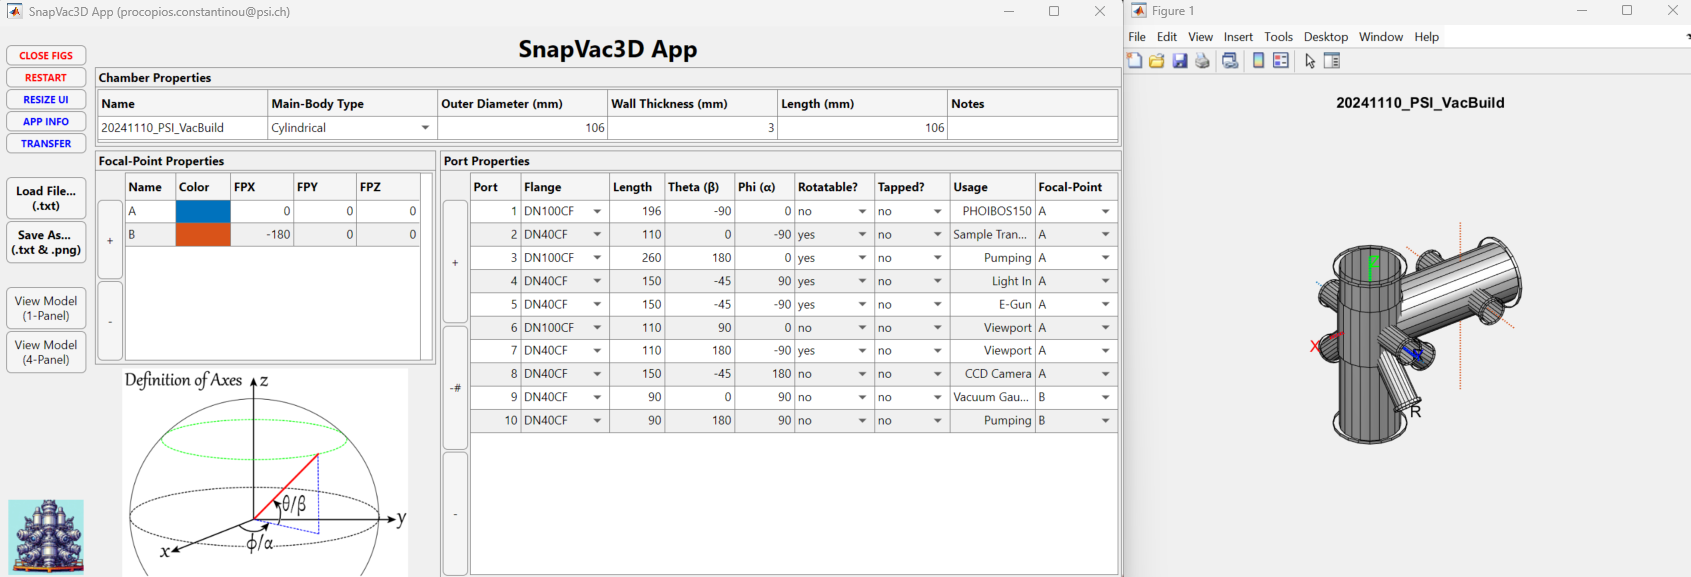 SnapVac3D App (procopios.constantinou@psi.ch)
SnapVac3D App
CLOSE FIGS
RESTART
RESIZE UI
APP INFO
TRANSFER
Load File...
(.txt)
Save As...
(.txt & .png)
View Model
(1-Panel)
View Model
(4-Panel)
Chamber Properties
Name Main-Body Type Outer Diameter (mm) Wall Thickness (mm) Length (mm) Notes
20241110_PSI_VacBuild Cylindrical 106 3 106
Focal-Point Properties
Name Color FPX FPY FPZ
A 0 0 0
B -180 0 0
+
-
Port Properties
Port Flange Length Theta (β) Phi (α) Rotatable? Tapped? Usage Focal-Point
1 DN100CF 196 -90 0 no no PHOIBOS150 A
2 DN40CF 110 0 -90 yes no Sample Tran... A
3 DN100CF 260 180 0 yes no Pumping A
4 DN40CF 150 -45 90 yes no Light In A
5 DN40CF 150 -45 -90 yes no E-Gun A
6 DN100CF 110 90 0 no no Viewport A
7 DN40CF 110 180 -90 yes no Viewport A
8 DN40CF 150 -45 180 no no CCD Camera A
9 DN40CF 90 0 90 no no Vacuum Gau... B
10 DN40CF 90 180 90 no no Pumping B
+
-#
-
Definition of Axes
z
θ/β
y
x
ϕ/α
Figure 1
File Edit View Insert Tools Desktop Window Help
20241110_PSI_VacBuild
X
R